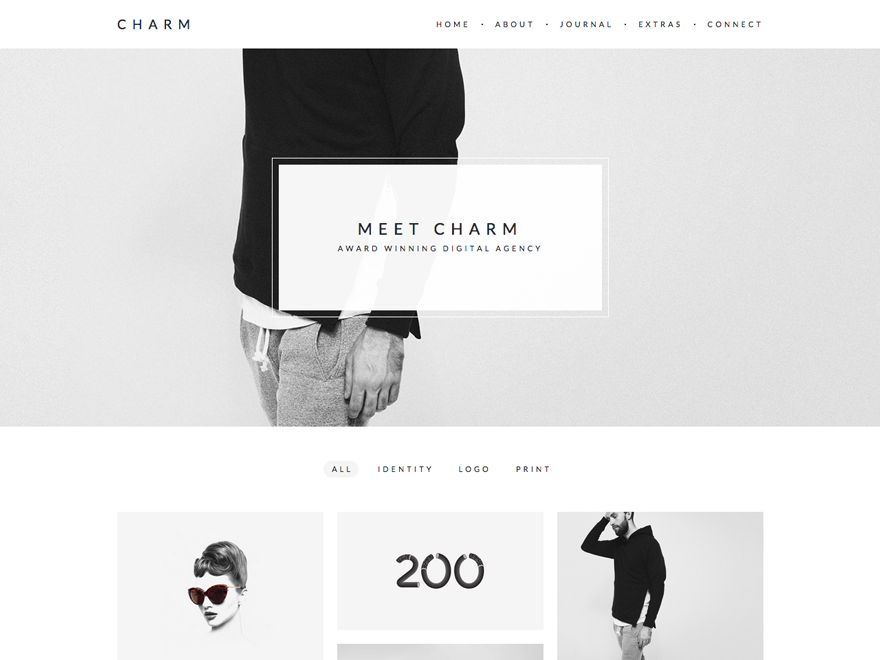 CHARM
HOME · ABOUT · JOURNAL · EXTRAS · CONNECT
MEET CHARM
AWARD WINNING DIGITAL AGENCY
ALL IDENTITY LOGO PRINT
200